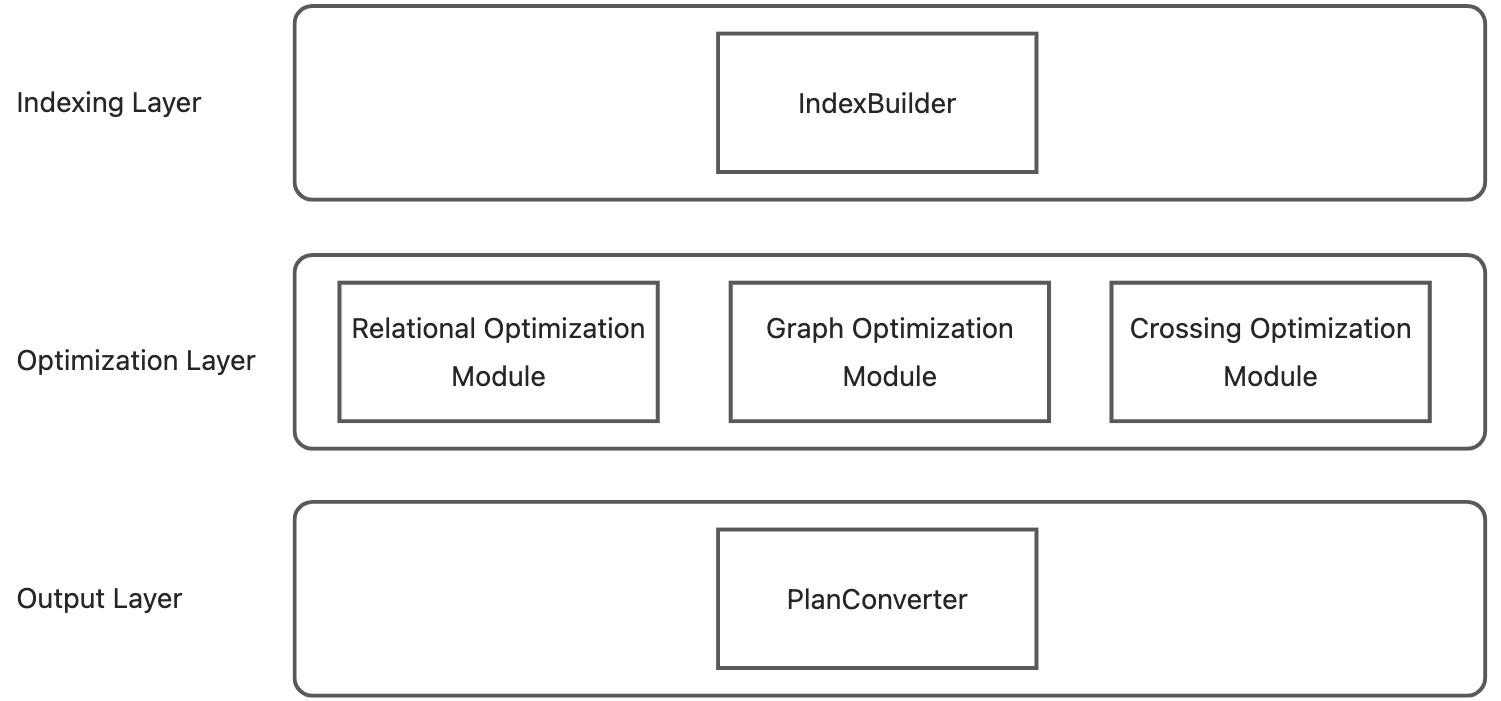 Indexing Layer
IndexBuilder
Optimization Layer
Relational Optimization
Module
Graph Optimization
Module
Crossing Optimization
Module
Output Layer
PlanConverter